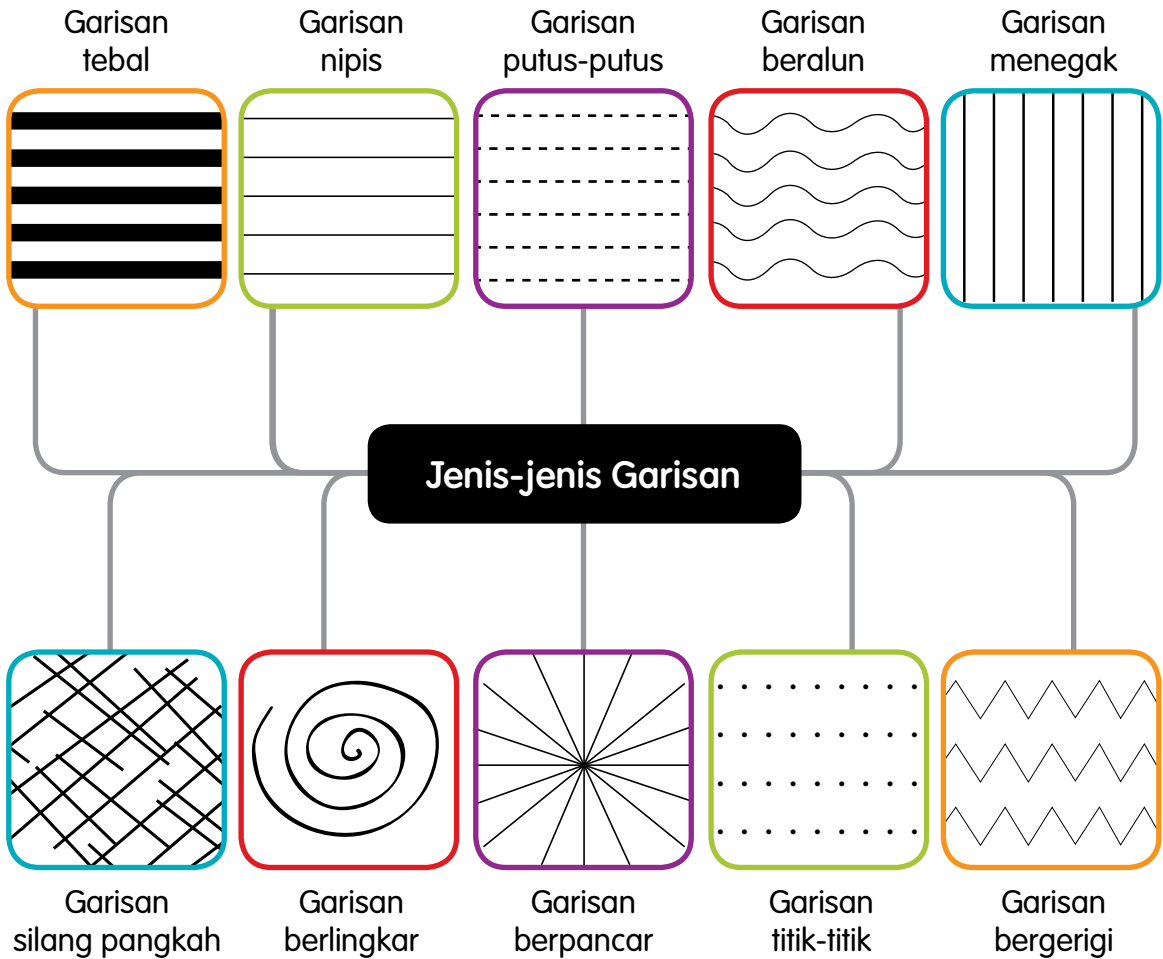 Garisan
tebal
Garisan
nipis
Garisan
putus-putus
Garisan
beralun
Garisan
menegak
Jenis-jenis Garisan
Garisan
silang pangkah
Garisan
berlingkar
Garisan
berpancar
Garisan
titik-titik
Garisan
bergerigi